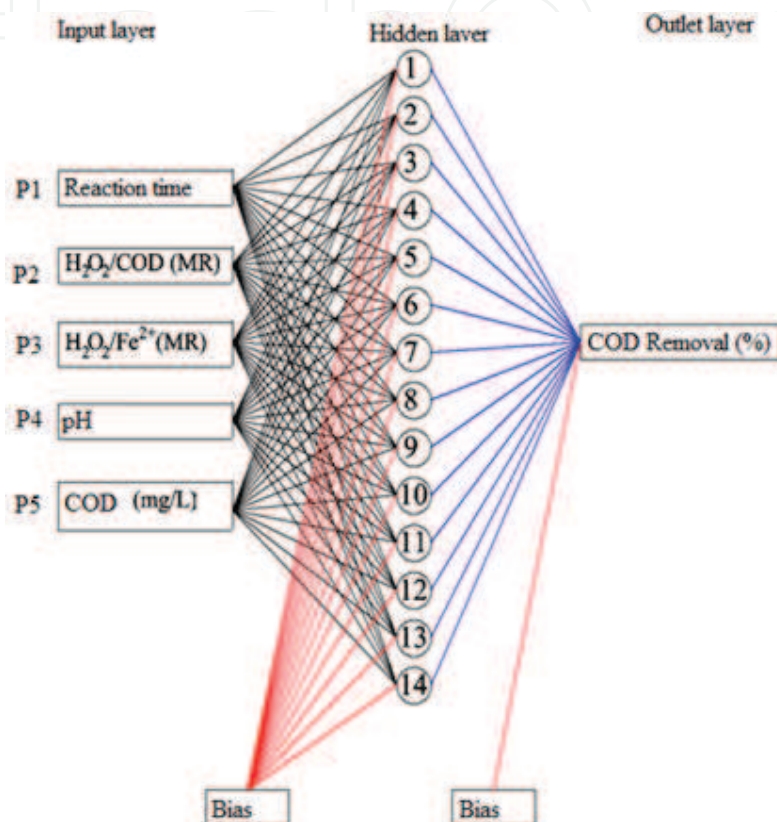 Input layer
Hidden laver
Outlet layer
1
2
3
4
5
6
7
8
9
10
11
12
13
14
P1 Reaction time
P2 H₂O₂/COD (MR)
P3 H₂O₂/Fe²⁺(MR)
P4 pH
P5 COD (mg/L]
COD Removal (%)
Bias
Bias